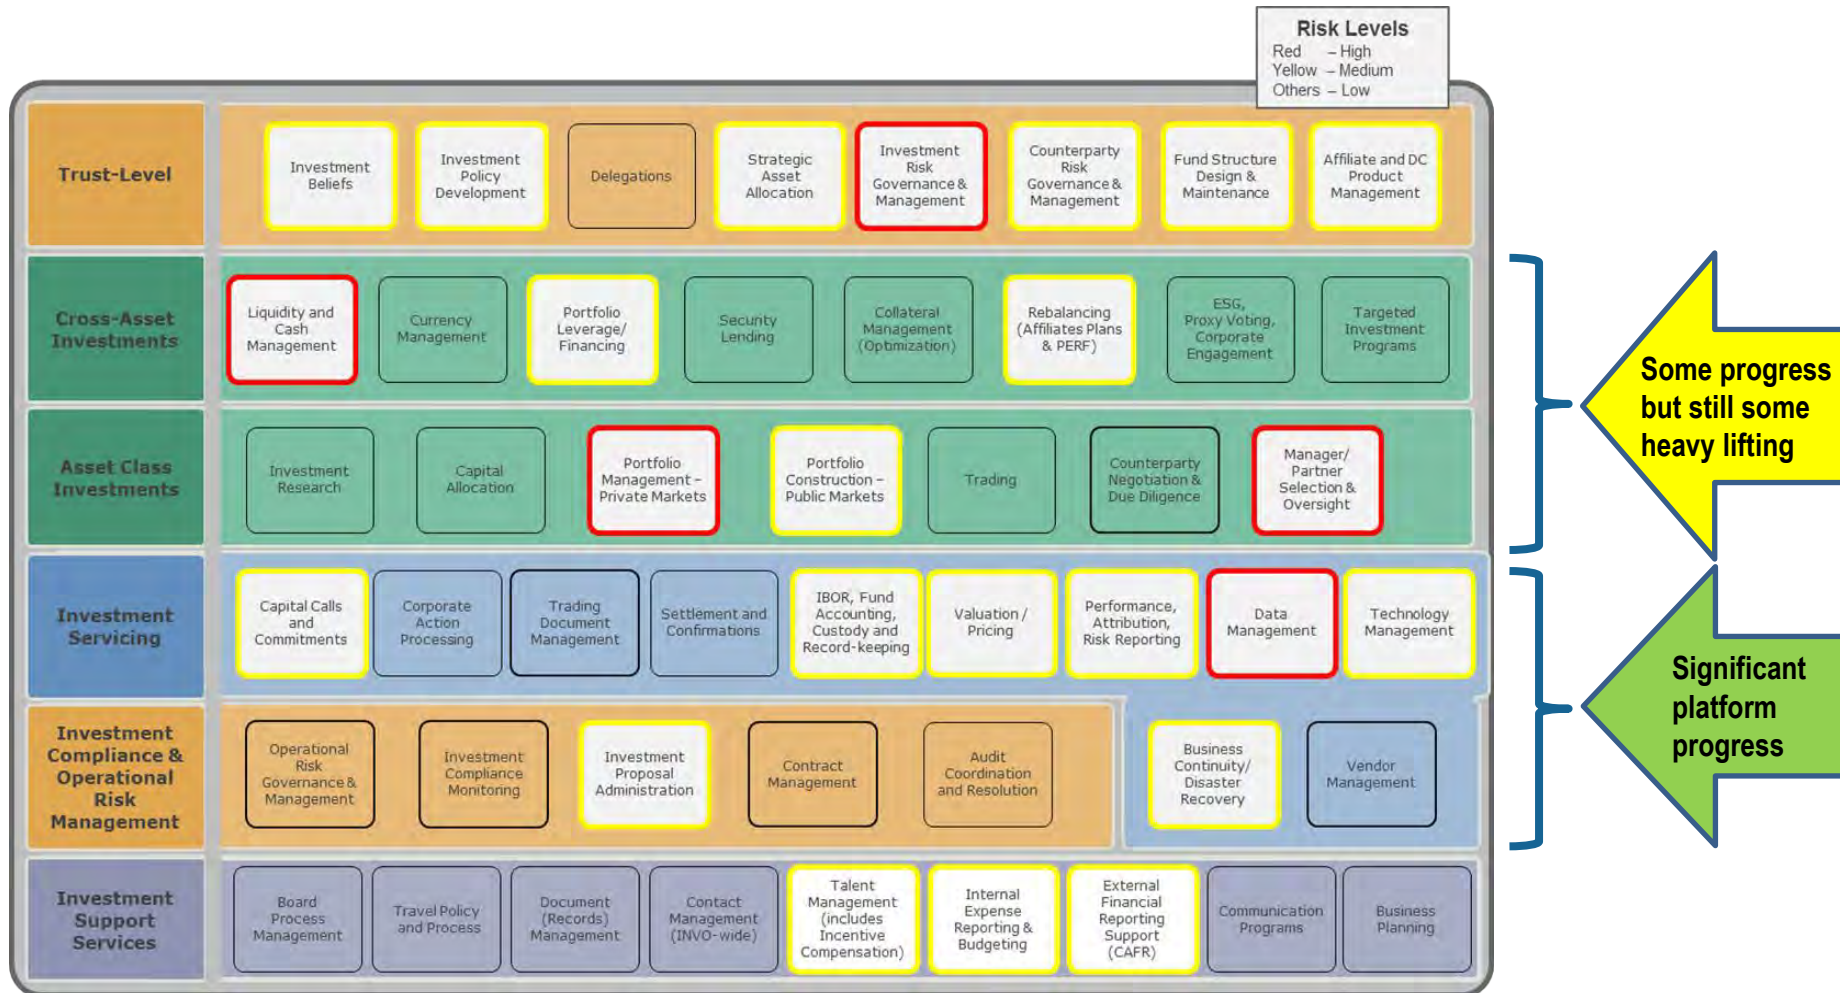 Risk Levels
Red – High
Yellow – Medium
Others – Low
Trust-Level
Investment
Beliefs
Investment
Policy
Development
Delegations
Strategic
Asset
Allocation
Investment
Risk
Governance &
Management
Counterparty
Risk
Governance &
Management
Fund Structure
Design &
Maintenance
Affiliate and DC
Product
Management
Cross-Asset
Investments
Liquidity and
Cash
Management
Currency
Management
Portfolio
Leverage/
Financing
Security
Lending
Collateral
Management
(Optimization)
Rebalancing
(Affiliates Plans
& PERF)
ESG,
Proxy Voting,
Corporate
Engagement
Targeted
Investment
Programs
Asset Class
Investments
Investment
Research
Capital
Allocation
Portfolio
Management –
Private Markets
Portfolio
Construction –
Public Markets
Trading
Counterparty
Negotiation &
Due Diligence
Manager/
Partner
Selection &
Oversight
Some progress
but still some
heavy lifting
Investment
Servicing
Capital Calls
and
Commitments
Corporate
Action
Processing
Trading
Document
Management
Settlement and
Confirmations
IBOR, Fund
Accounting,
Custody and
Record-keeping
Valuation /
Pricing
Performance,
Attribution,
Risk Reporting
Data
Management
Technology
Management
Investment
Compliance &
Operational
Risk
Management
Operational
Risk
Governance &
Management
Investment
Compliance
Monitoring
Investment
Proposal
Administration
Contract
Management
Audit
Coordination
and Resolution
Business
Continuity/
Disaster
Recovery
Vendor
Management
Significant
platform
progress
Investment
Support
Services
Board
Process
Management
Travel Policy
and Process
Document
(Records)
Management
Contact
Management
(INVO-wide)
Talent
Management
(includes
Incentive
Compensation)
Internal
Expense
Reporting &
Budgeting
External
Financial
Reporting
Support
(CAFR)
Communication
Programs
Business
Planning